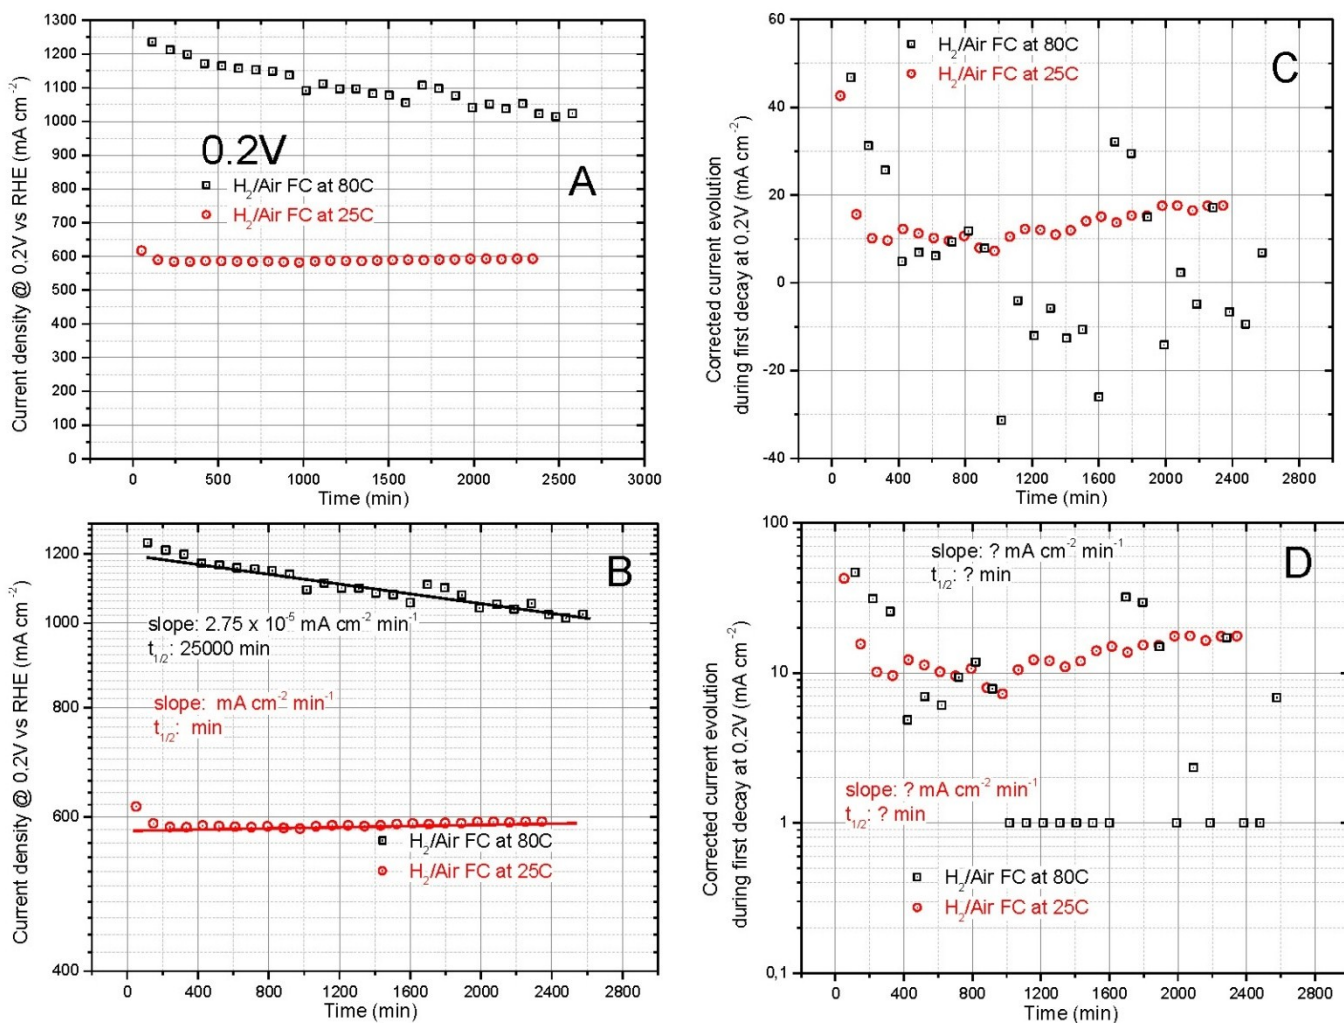 1300
1200
1100
1000
900
800
700
600
500
400
300
200
100
0
Current density @ 0.2V vs RHE (mA cm⁻²)
0.2V
A
H₂/Air FC at 80C
H₂/Air FC at 25C
0 500 1000 1500 2000 2500 3000
Time (min)
60
40
20
0
-20
-40
Corrected current evolution
during first decay at 0,2V (mA cm⁻²)
H₂/Air FC at 80C
H₂/Air FC at 25C
C
0 400 800 1200 1600 2000 2400 2800
Time (min)
1200
1000
800
600
400
Current density @ 0,2V vs RHE (mA cm⁻²)
B
slope: 2.75 x 10⁻⁵ mA cm⁻² min⁻¹
t₁/₂: 25000 min
slope: mA cm⁻² min⁻¹
t₁/₂: min
H₂/Air FC at 80C
H₂/Air FC at 25C
0 400 800 1200 1600 2000 2400 2800
Time (min)
100
10
1
0,1
Corrected current evolution
during first decay at 0,2V (mA cm⁻²)
slope: ? mA cm⁻² min⁻¹
t₁/₂: ? min
D
slope: ? mA cm⁻² min⁻¹
t₁/₂: ? min
H₂/Air FC at 80C
H₂/Air FC at 25C
0 400 800 1200 1600 2000 2400 2800
Time (min)